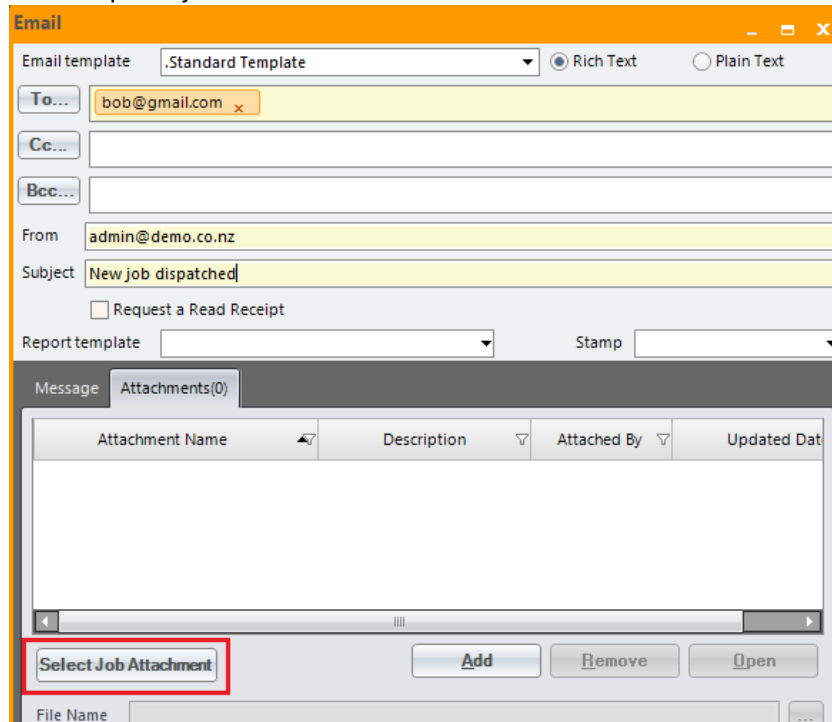 Email
Email template .Standard Template Rich Text Plain Text
To... bob@gmail.com x
Cc...
Bcc...
From admin@demo.co.nz
Subject New job dispatched
Request a Read Receipt
Report template Stamp
Message Attachments(0)
Attachment Name Description Attached By Updated Dat
Select Job Attachment Add Remove Open
File Name ...